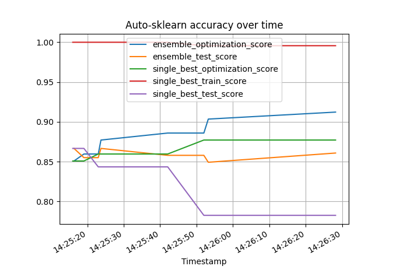 Auto-sklearn accuracy over time
1.00
0.95
0.90
0.85
0.80
ensemble_optimization_score
ensemble_test_score
single_best_optimization_score
single_best_train_score
single_best_test_score
14:25:20
14:25:30
14:25:40
14:25:50
14:26:00
14:26:10
14:26:20
14:26:30
Timestamp